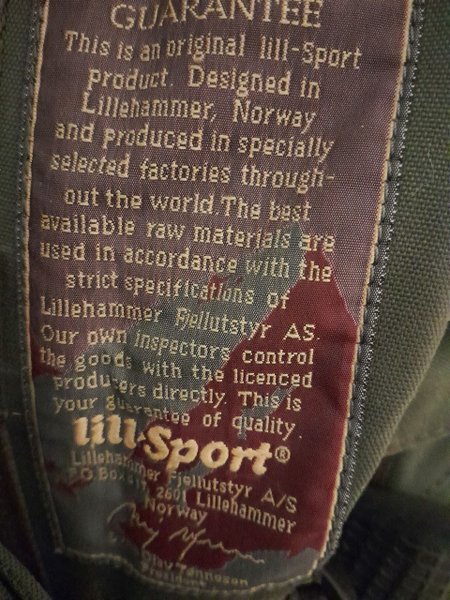 GUARANTEE
This is an original lill-Sport
product. Designed in
Lillehammer, Norway
and produced in specially
selected factories through-
out the world. The best
available raw materials are
used in accordance with the
strict specifications of
Lillehammer Fjellutstyr AS.
Our own inspectors control
the goods with the licenced
producers directly. This is
your guarantee of quality.
lill-Sport®
Lillehammer Fjellutstyr A/S
PO Box 2601 Lillehammer
Norway